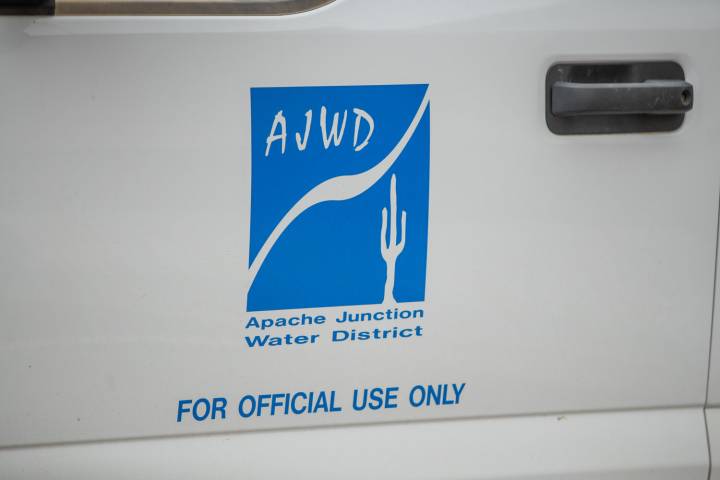 AJWD
Apache Junction
Water District
FOR OFFICIAL USE ONLY